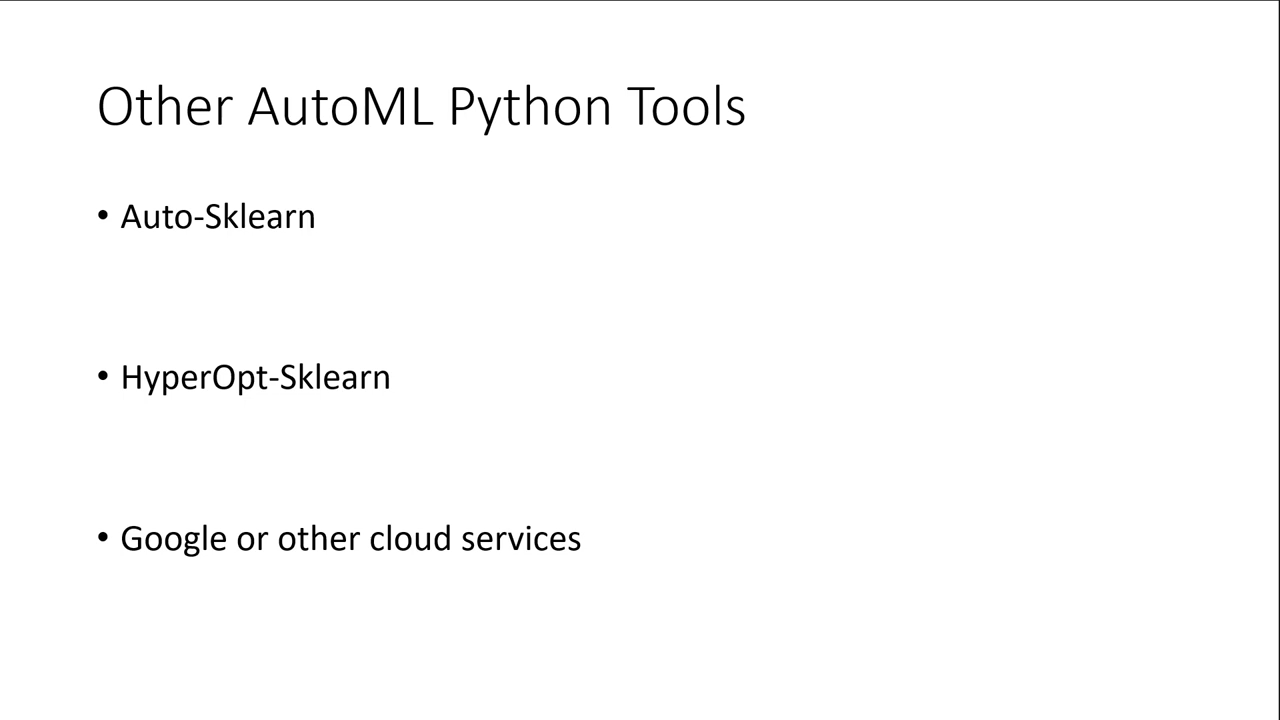 Other AutoML Python Tools
• Auto-Sklearn
• HyperOpt-Sklearn
• Google or other cloud services